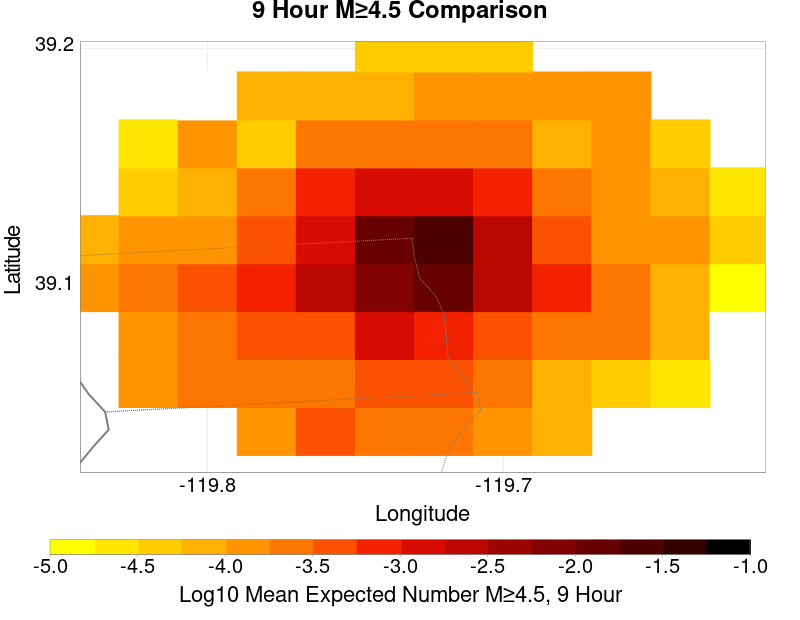 9 Hour M≥4.5 Comparison
39.2
39.1
Latitude
-119.8 -119.7
Longitude
-5.0 -4.5 -4.0 -3.5 -3.0 -2.5 -2.0 -1.5 -1.0
Log10 Mean Expected Number M≥4.5, 9 Hour